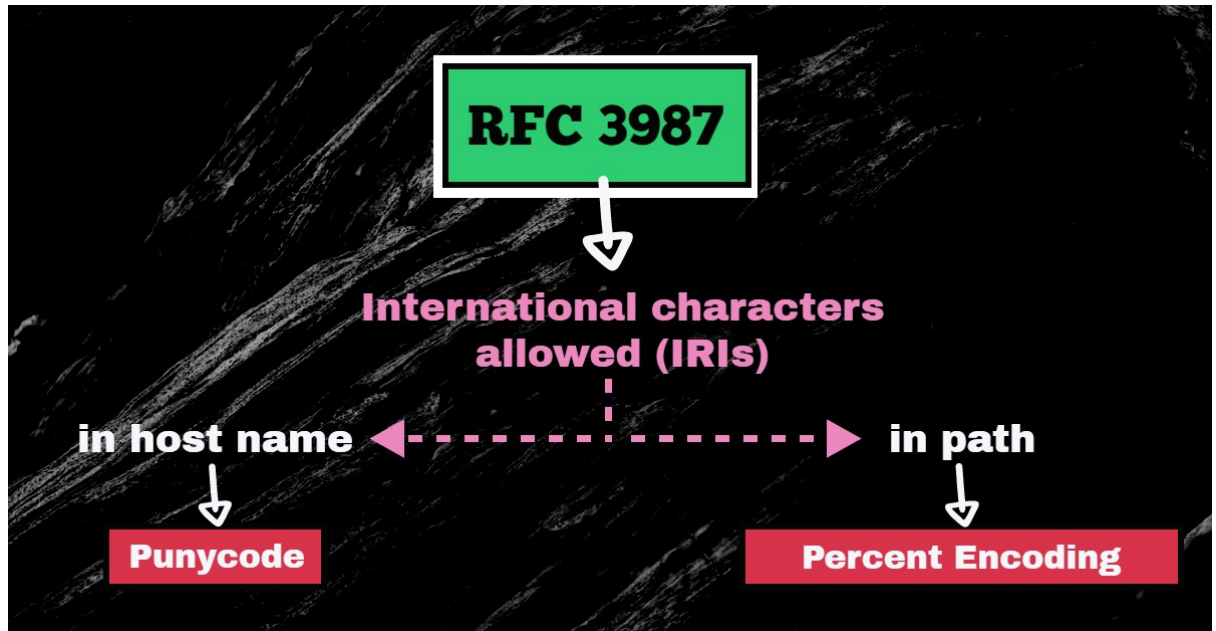 RFC 3987
International characters
allowed (IRIs)
in host name
in path
Punycode
Percent Encoding